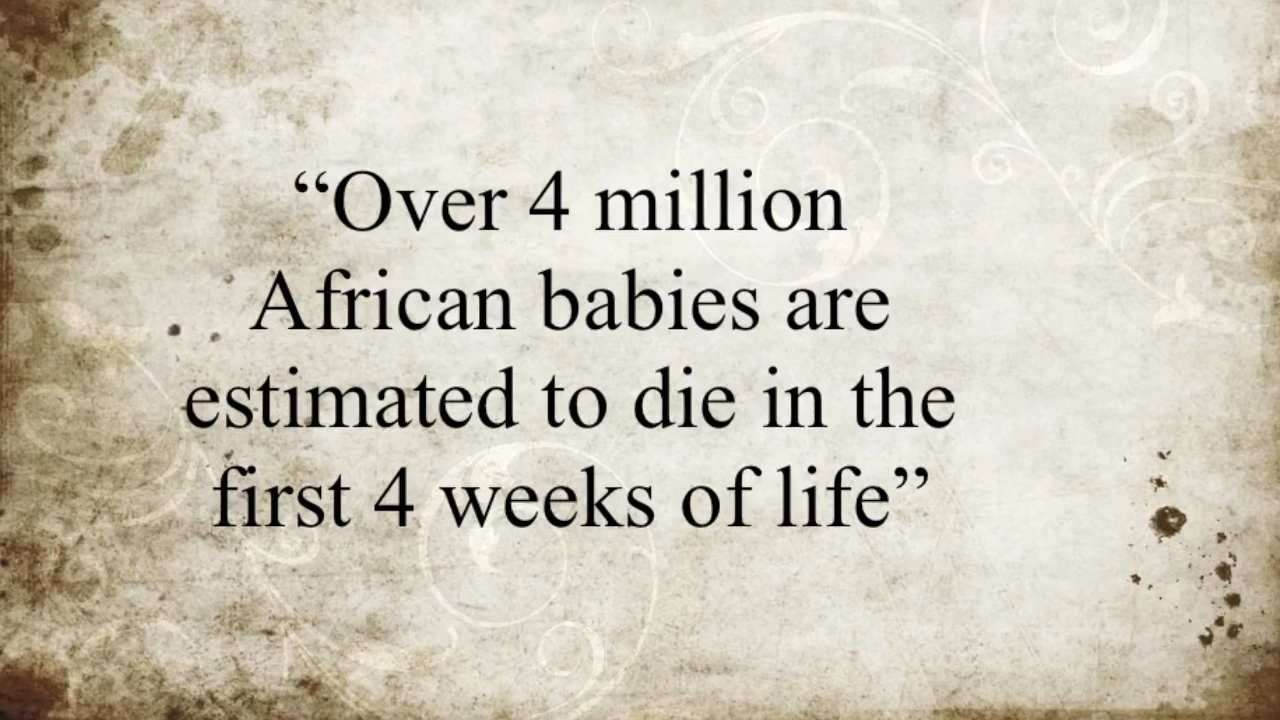 “Over 4 million
African babies are
estimated to die in the
first 4 weeks of life”